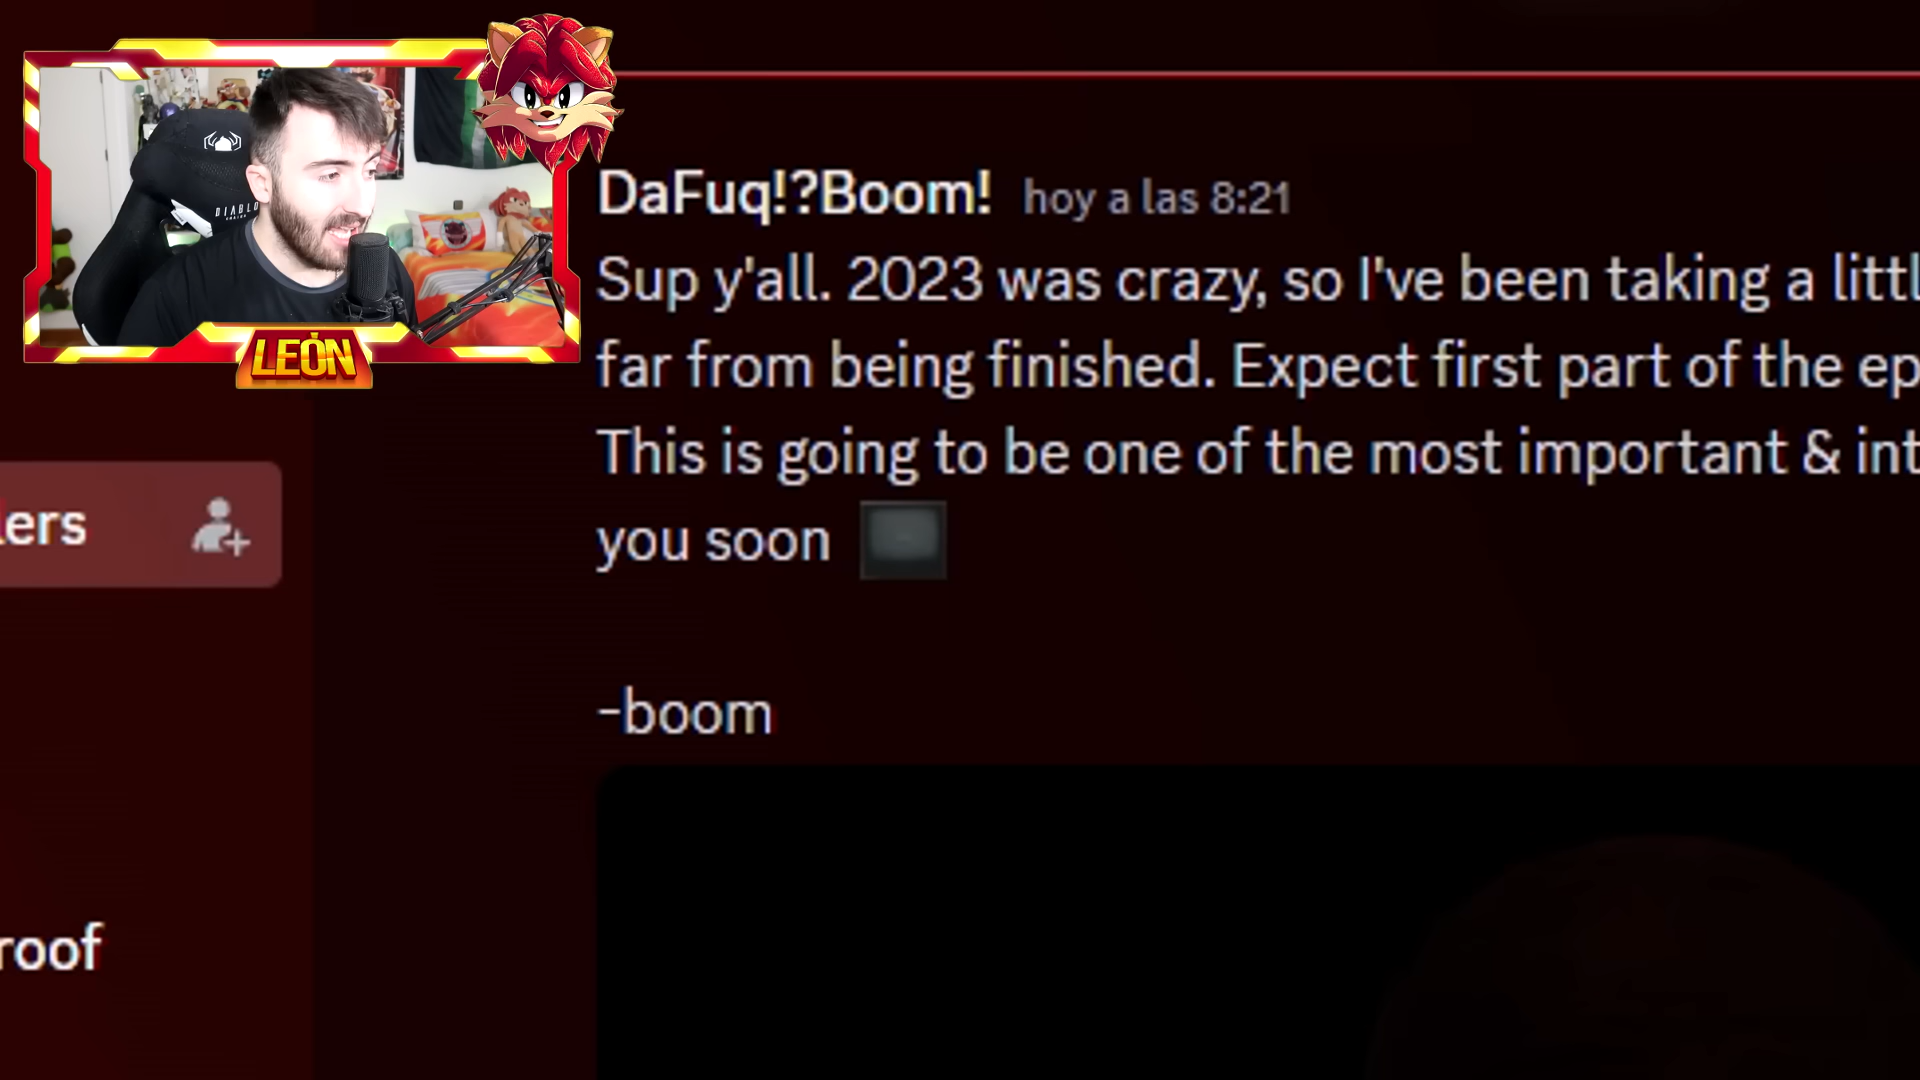 DIABLO
LEÓN
DaFuq!?Boom! hoy a las 8:21
Sup y'all. 2023 was crazy, so I've been taking a littl
far from being finished. Expect first part of the ep
This is going to be one of the most important & int
you soon
-boom
lers
roof